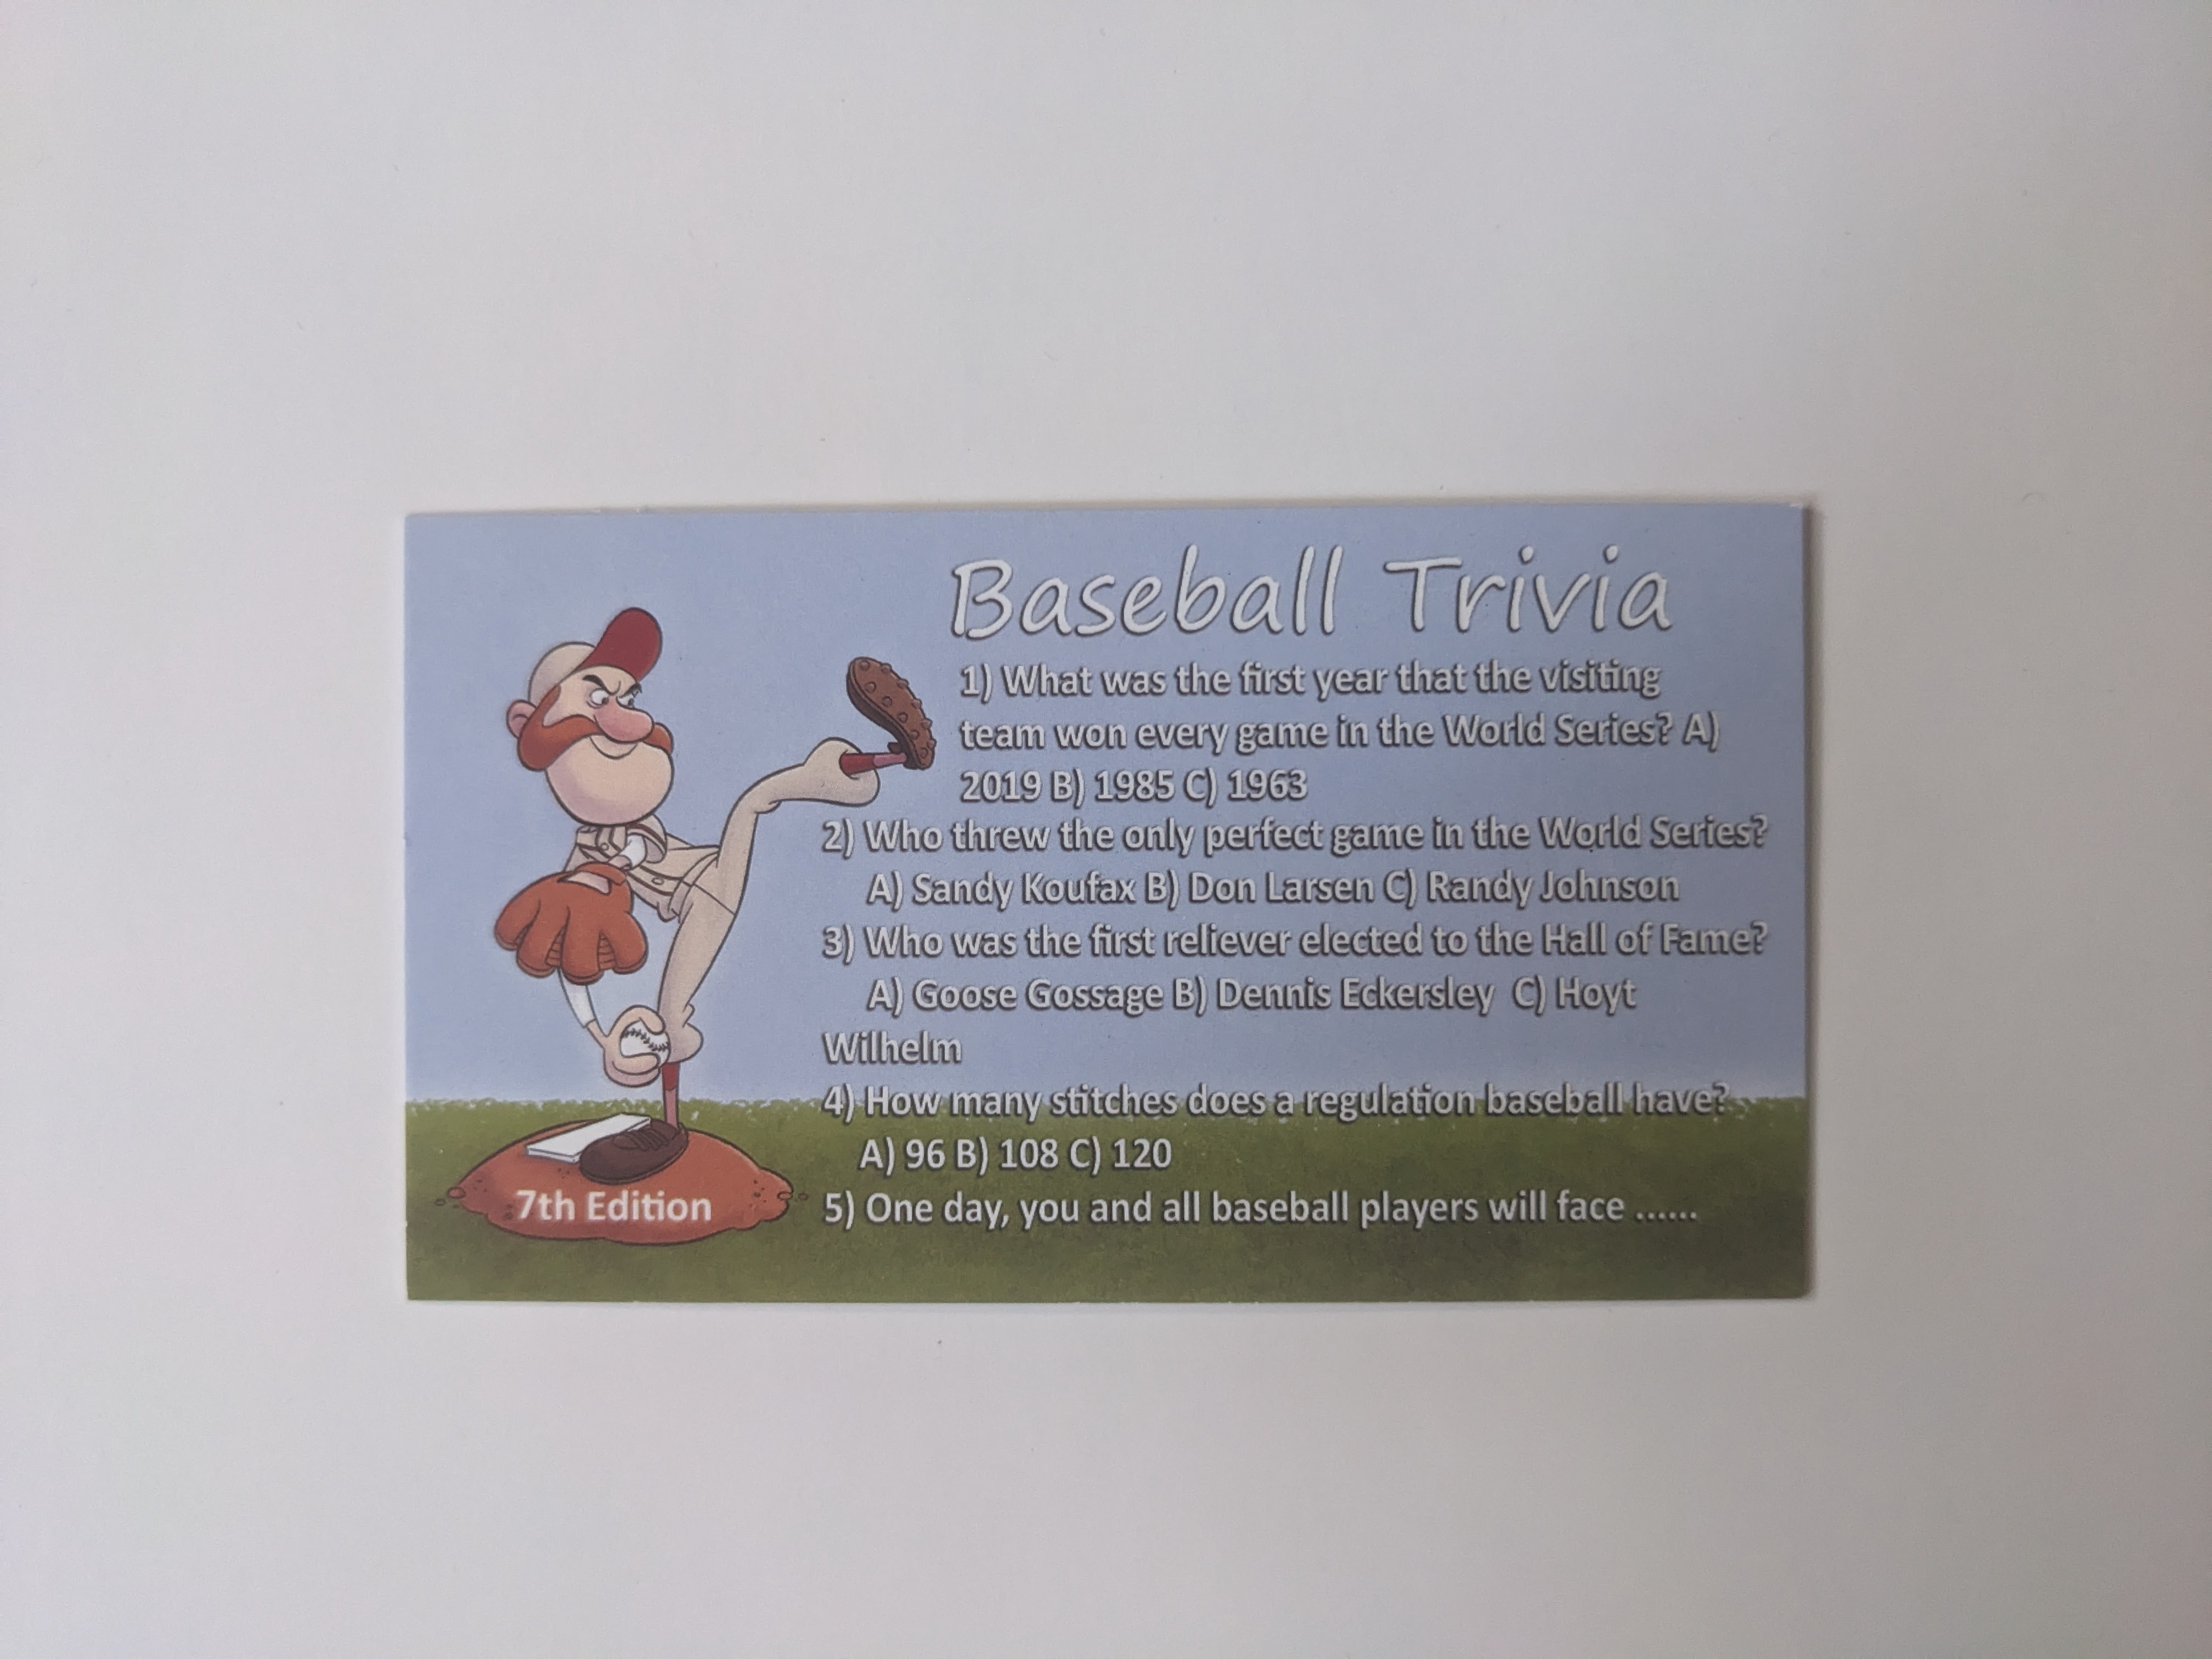 Baseball Trivia
1) What was the first year that the visiting
team won every game in the World Series? A)
2019 B) 1985 C) 1963
2) Who threw the only perfect game in the World Series?
A) Sandy Koufax B) Don Larsen C) Randy Johnson
3) Who was the first reliever elected to the Hall of Fame?
A) Goose Gossage B) Dennis Eckersley C) Hoyt
Wilhelm
4) How many stitches does a regulation baseball have?
A) 96 B) 108 C) 120
5) One day, you and all baseball players will face ......
7th Edition